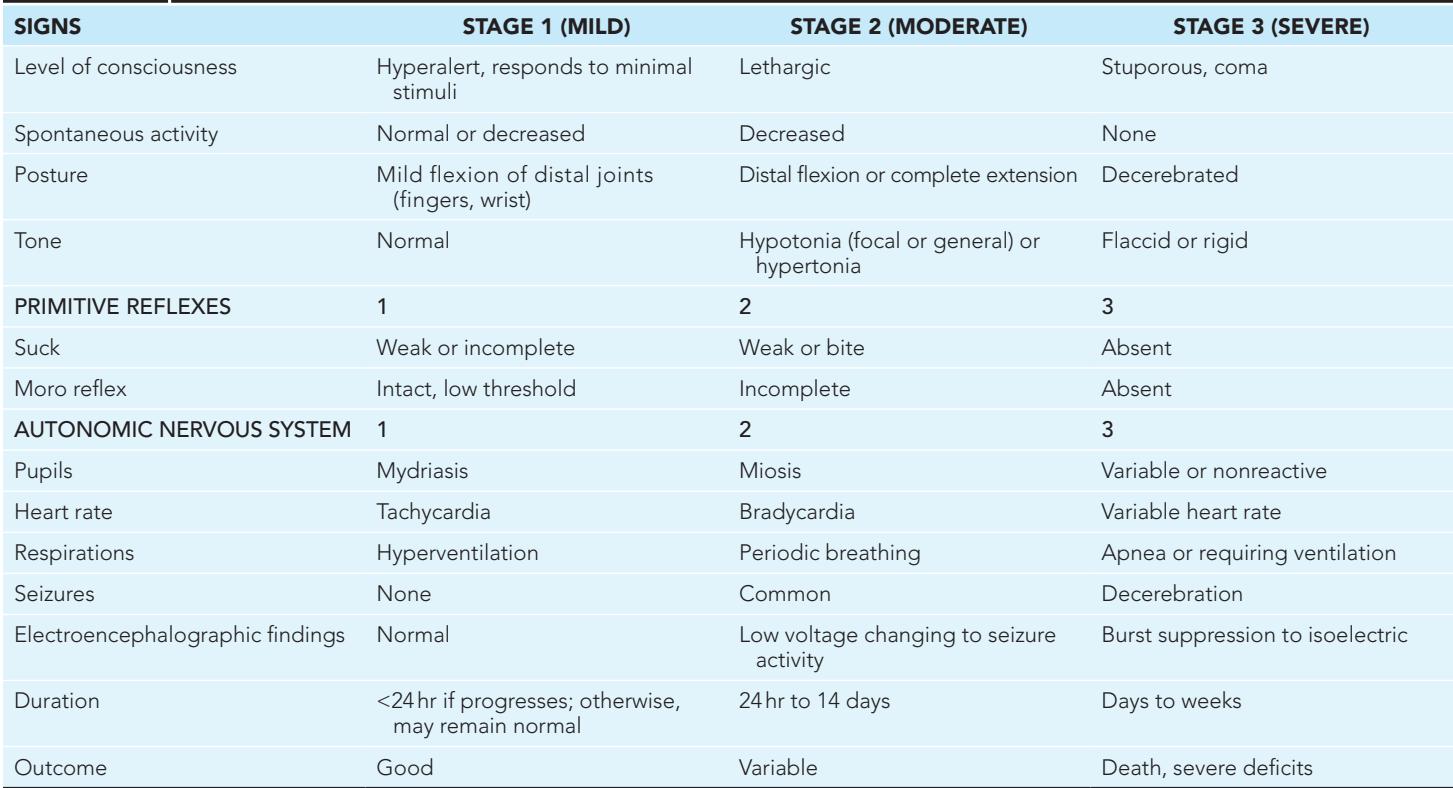 SIGNS STAGE 1 (MILD) STAGE 2 (MODERATE) STAGE 3 (SEVERE)
Level of consciousness Hyperalert, responds to minimal Lethargic Stuporous, coma
stimuli
Spontaneous activity Normal or decreased Decreased None
Posture Mild flexion of distal joints Distal flexion or complete extension Decerebrated
(fingers, wrist)
Tone Normal Hypotonia (focal or general) or Flaccid or rigid
hypertonia
PRIMITIVE REFLEXES 1 2 3
Suck Weak or incomplete Weak or bite Absent
Moro reflex Intact, low threshold Incomplete Absent
AUTONOMIC NERVOUS SYSTEM 1 2 3
Pupils Mydriasis Miosis Variable or nonreactive
Heart rate Tachycardia Bradycardia Variable heart rate
Respirations Hyperventilation Periodic breathing Apnea or requiring ventilation
Seizures None Common Decerebration
Electroencephalographic findings Normal Low voltage changing to seizure Burst suppression to isoelectric
activity
Duration <24 hr if progresses; otherwise, 24 hr to 14 days Days to weeks
may remain normal
Outcome Good Variable Death, severe deficits